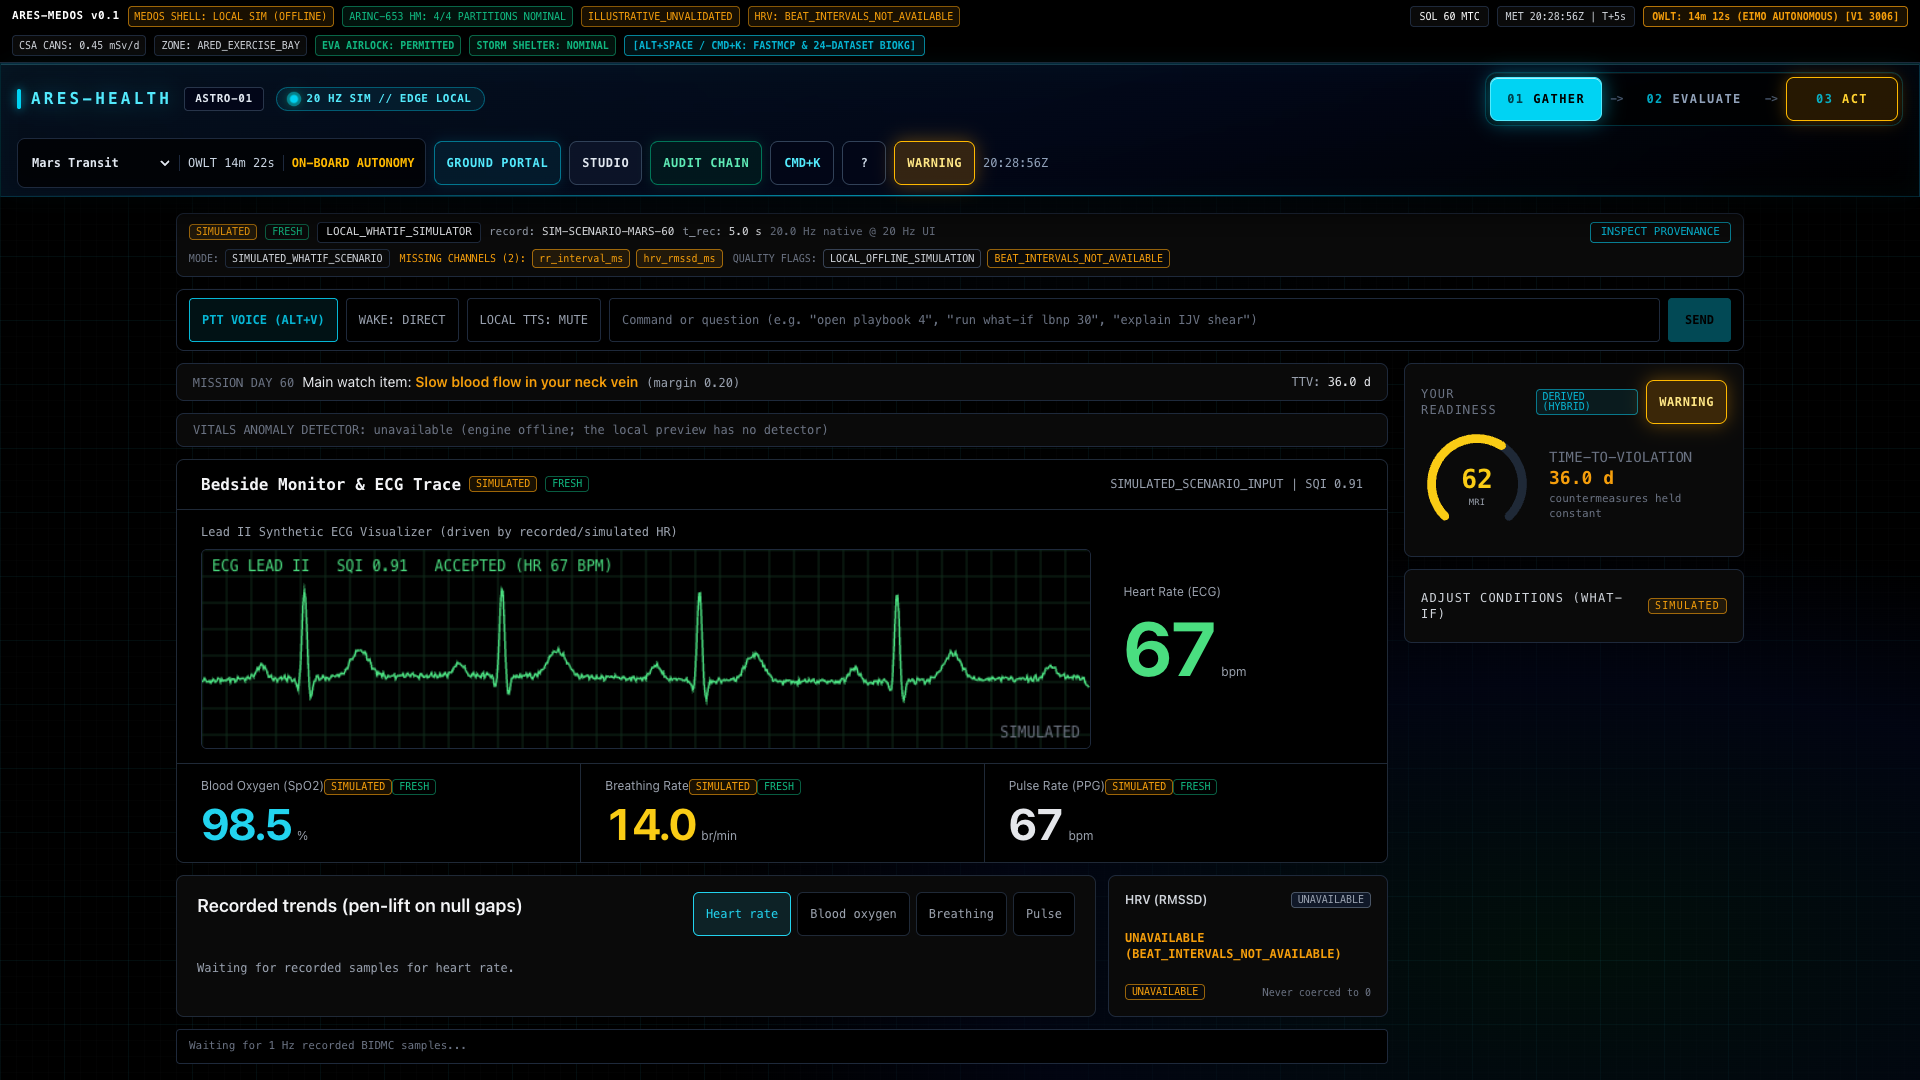 ARES-MEDOS v0.1 MEDOS SHELL: LOCAL SIM (OFFLINE) ARINC-653 HM: 4/4 PARTITIONS NOMINAL ILLUSTRATIVE_UNVALIDATED HRV: BEAT_INTERVALS_NOT_AVAILABLE SOL 60 MTC MET 20:28:56Z | T+5s OWLT: 14m 12s (EIMO AUTONOMOUS) [V1 3006]
CSA CANS: 0.45 mSv/d ZONE: ARED_EXERCISE_BAY EVA AIRLOCK: PERMITTED STORM SHELTER: NOMINAL [ALT+SPACE / CMD+K: FASTMCP & 24-DATASET BIOKG]
ARES-HEALTH ASTRO-01 20 HZ SIM // EDGE LOCAL 01 GATHER -> 02 EVALUATE -> 03 ACT
Mars Transit OWLT 14m 22s ON-BOARD AUTONOMY GROUND PORTAL STUDIO AUDIT CHAIN CMD+K ? WARNING 20:28:56Z
SIMULATED FRESH LOCAL_WHATIF_SIMULATOR record: SIM-SCENARIO-MARS-60 t_rec: 5.0 s 20.0 Hz native @ 20 Hz UI INSPECT PROVENANCE
MODE: SIMULATED_WHATIF_SCENARIO MISSING CHANNELS (2): rr_interval_ms hrv_rmssd_ms QUALITY FLAGS: LOCAL_OFFLINE_SIMULATION BEAT_INTERVALS_NOT_AVAILABLE
PTT VOICE (ALT+V) WAKE: DIRECT LOCAL TTS: MUTE Command or question (e.g. "open playbook 4", "run what-if lbnp 30", "explain IJV shear") SEND
MISSION DAY 60 Main watch item: Slow blood flow in your neck vein (margin 0.20) TTV: 36.0 d
VITALS ANOMALY DETECTOR: unavailable (engine offline; the local preview has no detector)
Bedside Monitor & ECG Trace SIMULATED FRESH SIMULATED_SCENARIO_INPUT | SQI 0.91
Lead II Synthetic ECG Visualizer (driven by recorded/simulated HR)
ECG LEAD II SQI 0.91 ACCEPTED (HR 67 BPM)
SIMULATED
Heart Rate (ECG)
67 bpm
Blood Oxygen (SpO2) SIMULATED FRESH
98.5 %
Breathing Rate SIMULATED FRESH
14.0 br/min
Pulse Rate (PPG) SIMULATED FRESH
67 bpm
Recorded trends (pen-lift on null gaps) Heart rate Blood oxygen Breathing Pulse
Waiting for recorded samples for heart rate.
HRV (RMSSD) UNAVAILABLE
UNAVAILABLE
(BEAT_INTERVALS_NOT_AVAILABLE)
UNAVAILABLE Never coerced to 0
Waiting for 1 Hz recorded BIDMC samples...
YOUR
READINESS
DERIVED
(HYBRID)
WARNING
62
MRI
TIME-TO-VIOLATION
36.0 d
countermeasures held
constant
ADJUST CONDITIONS (WHAT-
IF)
SIMULATED